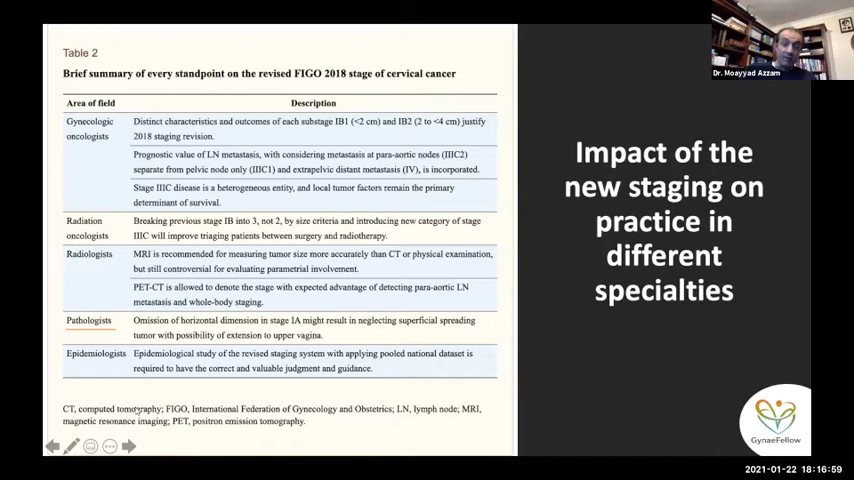 Table 2
Brief summary of every standpoint on the revised FIGO 2018 stage of cervical cancer
Area of field Description
Gynecologic Distinct characteristics and outcomes of each substage IB1 (<2 cm) and IB2 (2 to <4 cm) justify
oncologists 2018 staging revision.
Prognostic value of LN metastasis, with considering metastasis at para-aortic nodes (IIIC2)
separate from pelvic node only (IIIC1) and extrapelvic distant metastasis (IV), is incorporated.
Stage IIIC disease is a heterogeneous entity, and local tumor factors remain the primary
determinant of survival.
Radiation Breaking previous stage IB into 3, not 2, by size criteria and introducing new category of stage
oncologists IIIC will improve triaging patients between surgery and radiotherapy.
Radiologists MRI is recommended for measuring tumor size more accurately than CT or physical examination,
but still controversial for evaluating parametrial involvement.
PET-CT is allowed to denote the stage with expected advantage of detecting para-aortic LN
metastasis and whole-body staging.
Pathologists Omission of horizontal dimension in stage IA might result in neglecting superficial spreading
tumor with possibility of extension to upper vagina.
Epidemiologists Epidemiological study of the revised staging system with applying pooled national dataset is
required to have the correct and valuable judgment and guidance.
CT, computed tomography; FIGO, International Federation of Gynecology and Obstetrics; LN, lymph node; MRI,
magnetic resonance imaging; PET, positron emission tomography.
Dr. Moayyad Azzam
Impact of the
new staging on
practice in
different
specialties
GynaeFellow
2021-01-22 18:16:59